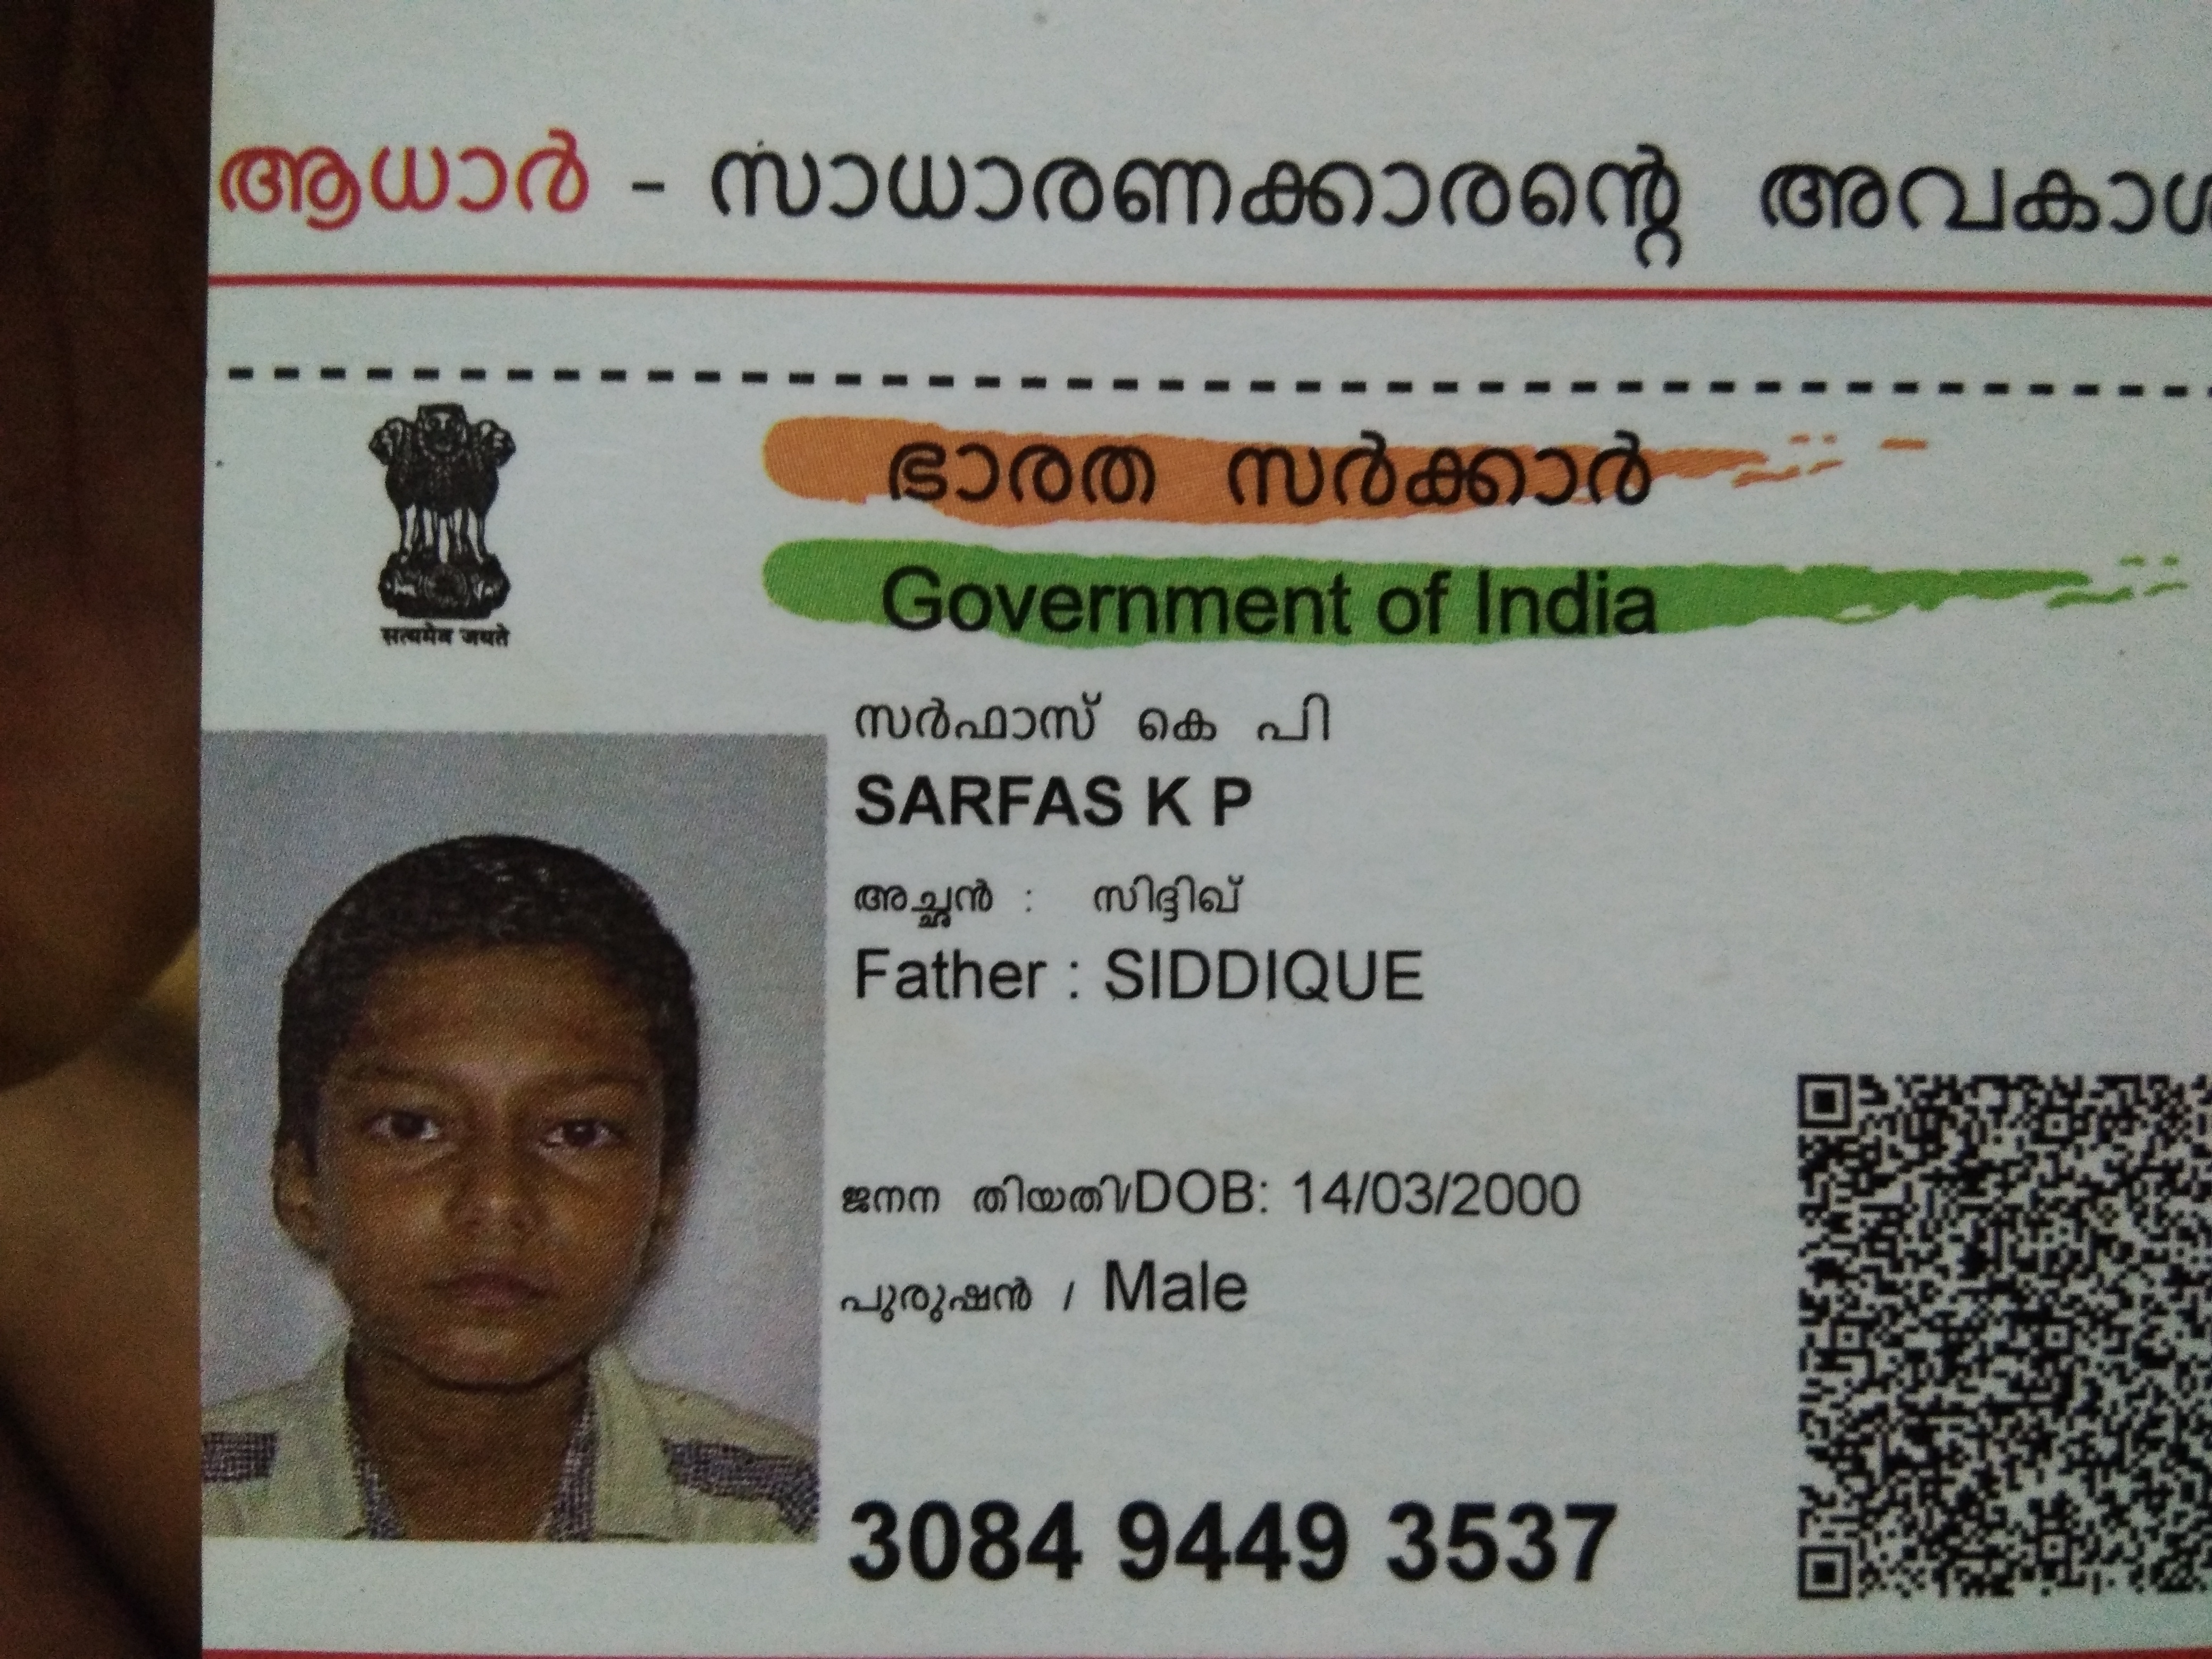 ആധാർ - സാധാരണക്കാരന്റെ
ഭാരത സർക്കാർ
Government of India
सत्यमेव जयते
സർഫാസ് കെ പി
SARFAS K P
അച്ഛൻ : സിദ്ദിഖ്
Father : SIDDIQUE
ജനന തിയതി/DOB: 14/03/2000
പുരുഷൻ / Male
3084 9449 3537